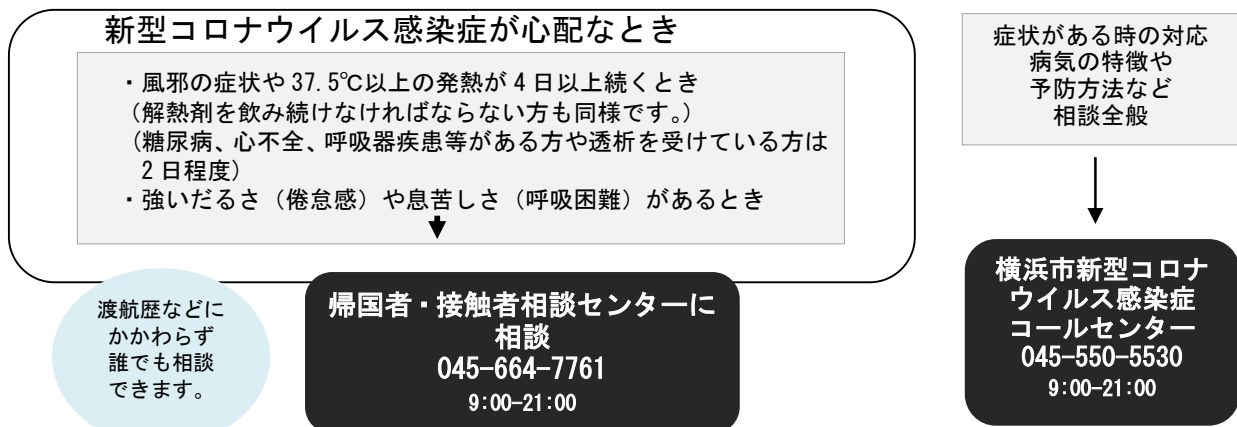 新型コロナウイルス感染症が心配なとき
・風邪の症状や 37.5℃以上の発熱が 4 日以上続くとき
（解熱剤を飲み続けなければならない方も同様です。）
（糖尿病、心不全、呼吸器疾患等がある方や透析を受けている方は
2 日程度）
・強いだるさ（倦怠感）や息苦しさ（呼吸困難）があるとき
渡航歴などに
かかわらず
誰でも相談
できます。
帰国者・接触者相談センターに
相談
045-664-7761
9:00-21:00
症状がある時の対応
病気の特徴や
予防方法など
相談全般
横浜市新型コロナ
ウイルス感染症
コールセンター
045-550-5530
9:00-21:00